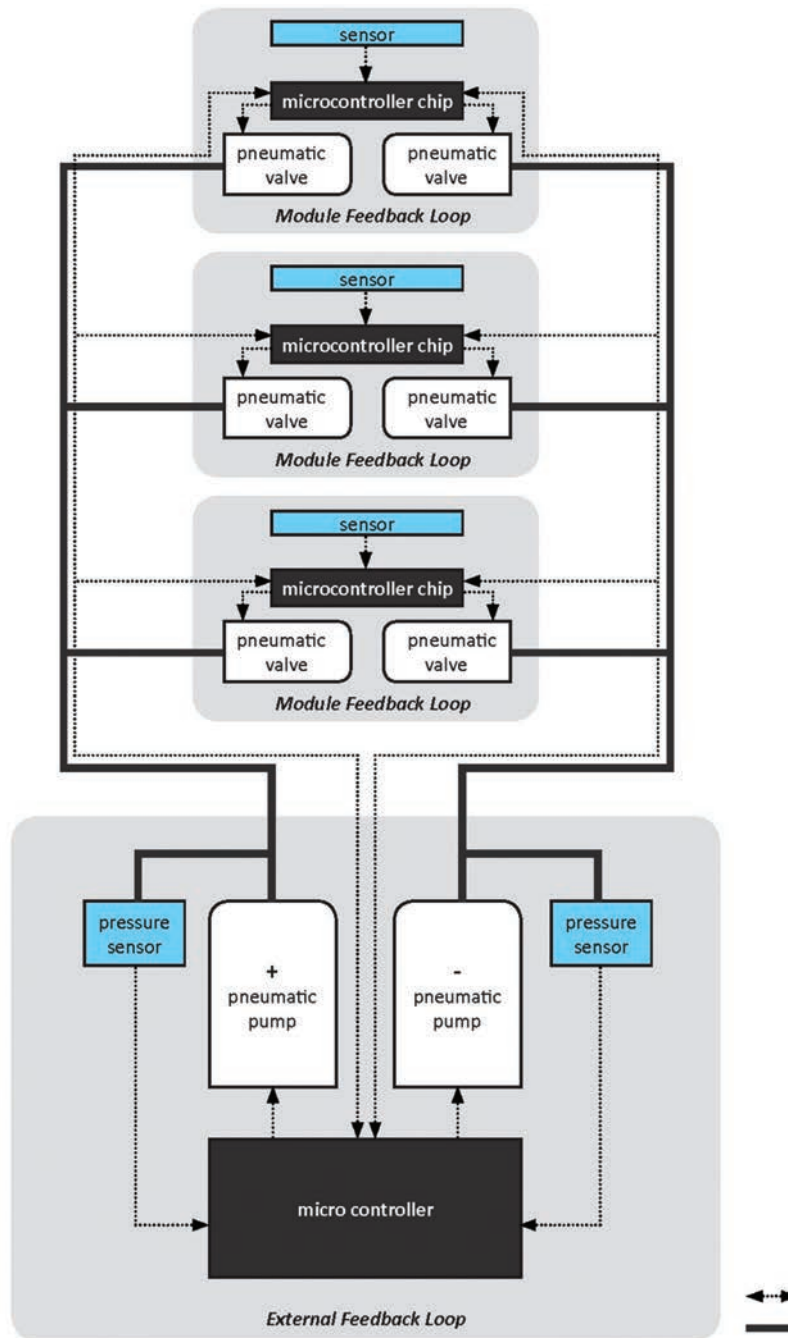 sensor
microcontroller chip
pneumatic
valve
pneumatic
valve
Module Feedback Loop
sensor
microcontroller chip
pneumatic
valve
pneumatic
valve
Module Feedback Loop
sensor
microcontroller chip
pneumatic
valve
pneumatic
valve
Module Feedback Loop
pressure
sensor
+
pneumatic
pump
-
pneumatic
pump
pressure
sensor
micro controller
External Feedback Loop